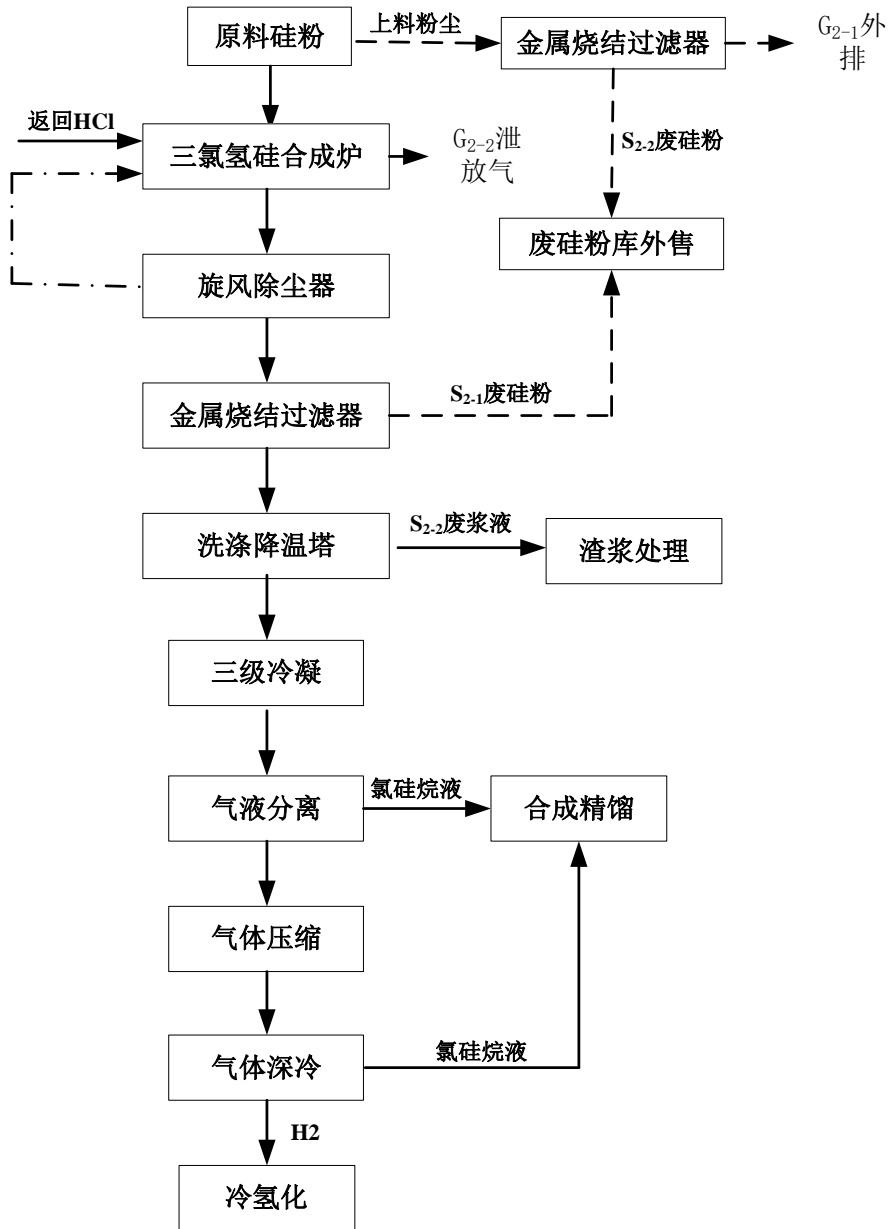 原料硅粉
上料粉尘
金属烧结过滤器
G2-1外
排
返回HCl
三氯氢硅合成炉
G2-2泄
放气
S2-2废硅粉
废硅粉库外售
旋风除尘器
金属烧结过滤器
S2-1废硅粉
洗涤降温塔
S2-2废浆液
渣浆处理
三级冷凝
气液分离
氯硅烷液
合成精馏
气体压缩
气体深冷
氯硅烷液
H2
冷氢化